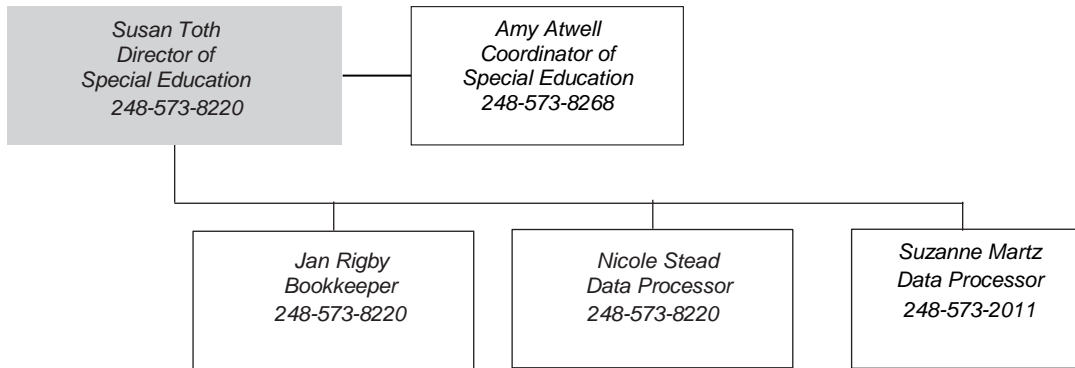 Susan Toth
Director of
Special Education
248-573-8220
Amy Atwell
Coordinator of
Special Education
248-573-8268
Jan Rigby
Bookkeeper
248-573-8220
Nicole Stead
Data Processor
248-573-8220
Suzanne Martz
Data Processor
248-573-2011